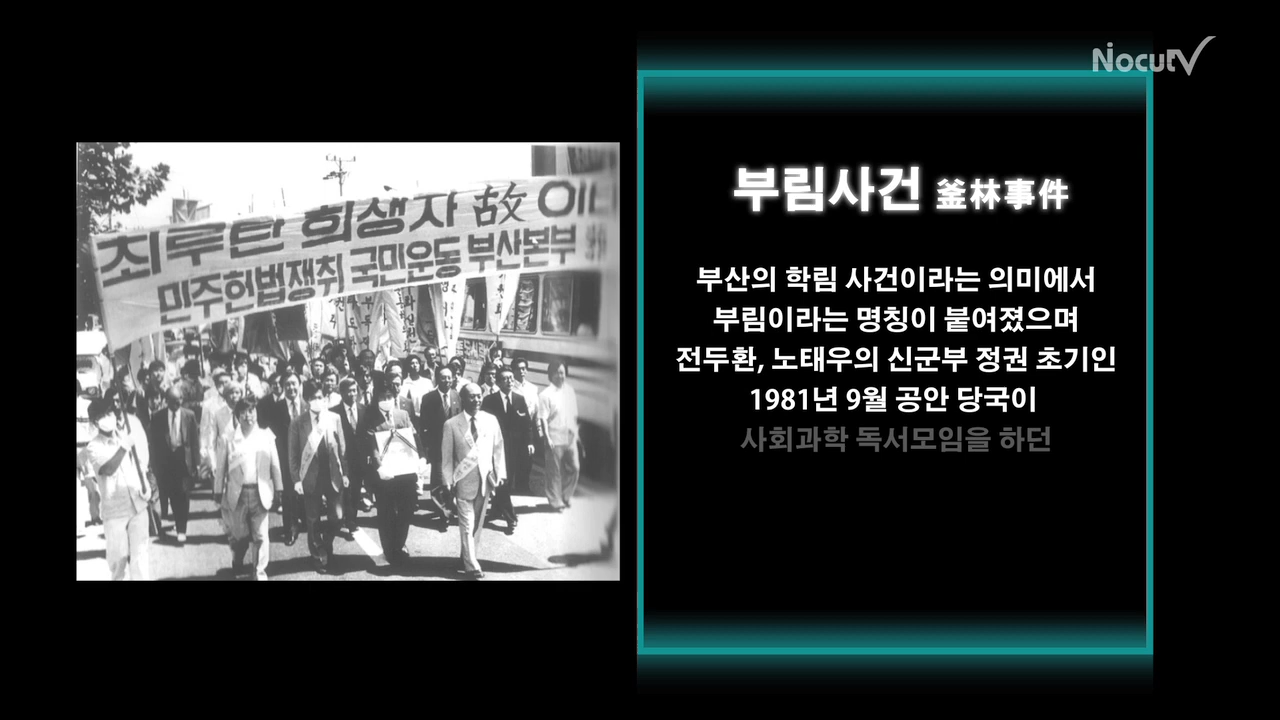 NocutV
최루탄 희생자 故 이
민주헌법쟁취 국민운동 부산본부
부림사건 釜林事件
부산의 학림 사건이라는 의미에서
부림이라는 명칭이 붙여졌으며
전두환, 노태우의 신군부 정권 초기인
1981년 9월 공안 당국이
사회과학 독서모임을 하던